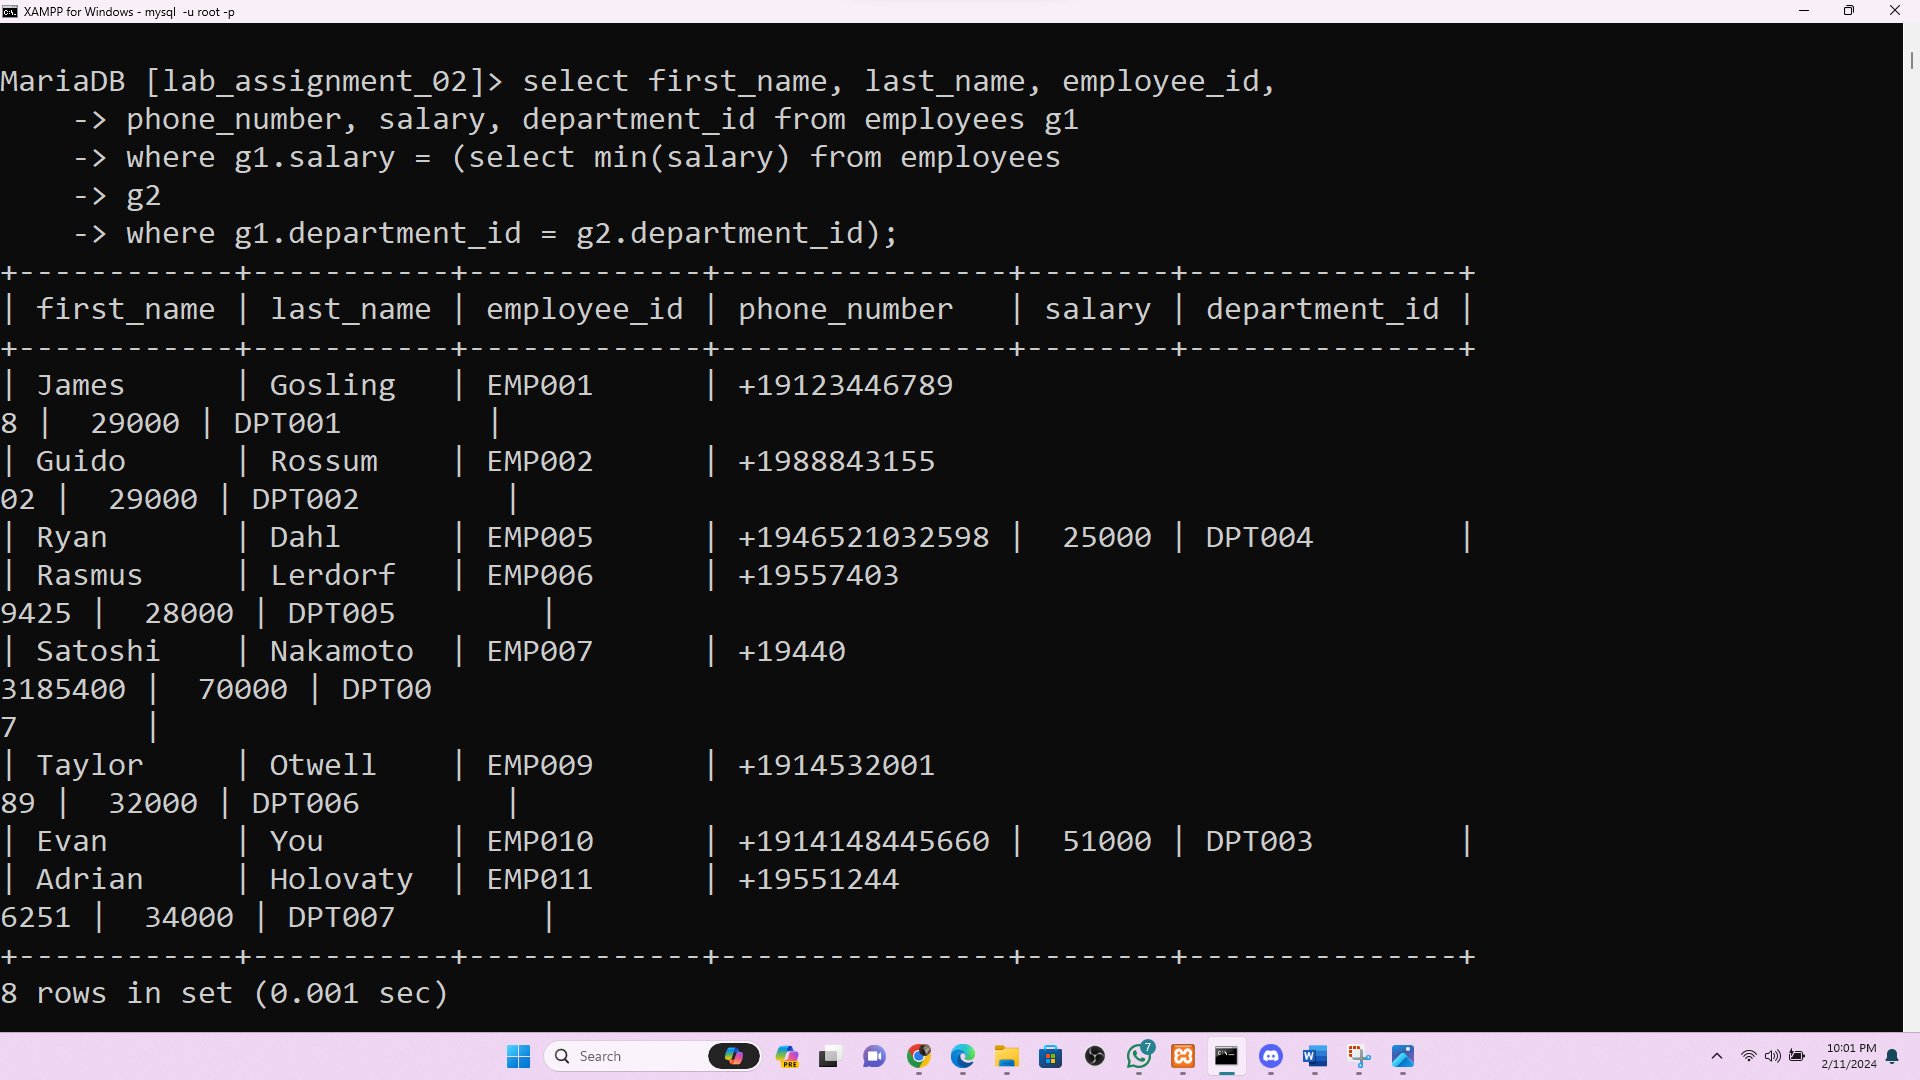 XAMPP for Windows - mysql -u root -p
MariaDB [lab_assignment_02]> select first_name, last_name, employee_id,
    -> phone_number, salary, department_id from employees g1
    -> where g1.salary = (select min(salary) from employees
    -> g2
    -> where g1.department_id = g2.department_id);
+------------+-----------+-------------+----------------+--------+---------------+
| first_name | last_name | employee_id | phone_number   | salary | department_id |
+------------+-----------+-------------+----------------+--------+---------------+
| James      | Gosling   | EMP001      | +19123446789
8 |  29000 | DPT001        |
| Guido      | Rossum    | EMP002      | +1988843155
02 |  29000 | DPT002        |
| Ryan       | Dahl      | EMP005      | +1946521032598 |  25000 | DPT004        |
| Rasmus     | Lerdorf   | EMP006      | +19557403
9425 |  28000 | DPT005        |
| Satoshi    | Nakamoto  | EMP007      | +19440
3185400 |  70000 | DPT00
7       |
| Taylor     | Otwell    | EMP009      | +1914532001
89 |  32000 | DPT006        |
| Evan       | You       | EMP010      | +1914148445660 |  51000 | DPT003        |
| Adrian     | Holovaty  | EMP011      | +19551244
6251 |  34000 | DPT007        |
+------------+-----------+-------------+----------------+--------+---------------+
8 rows in set (0.001 sec)
Search
PRE
7
10:01 PM
2/11/2024